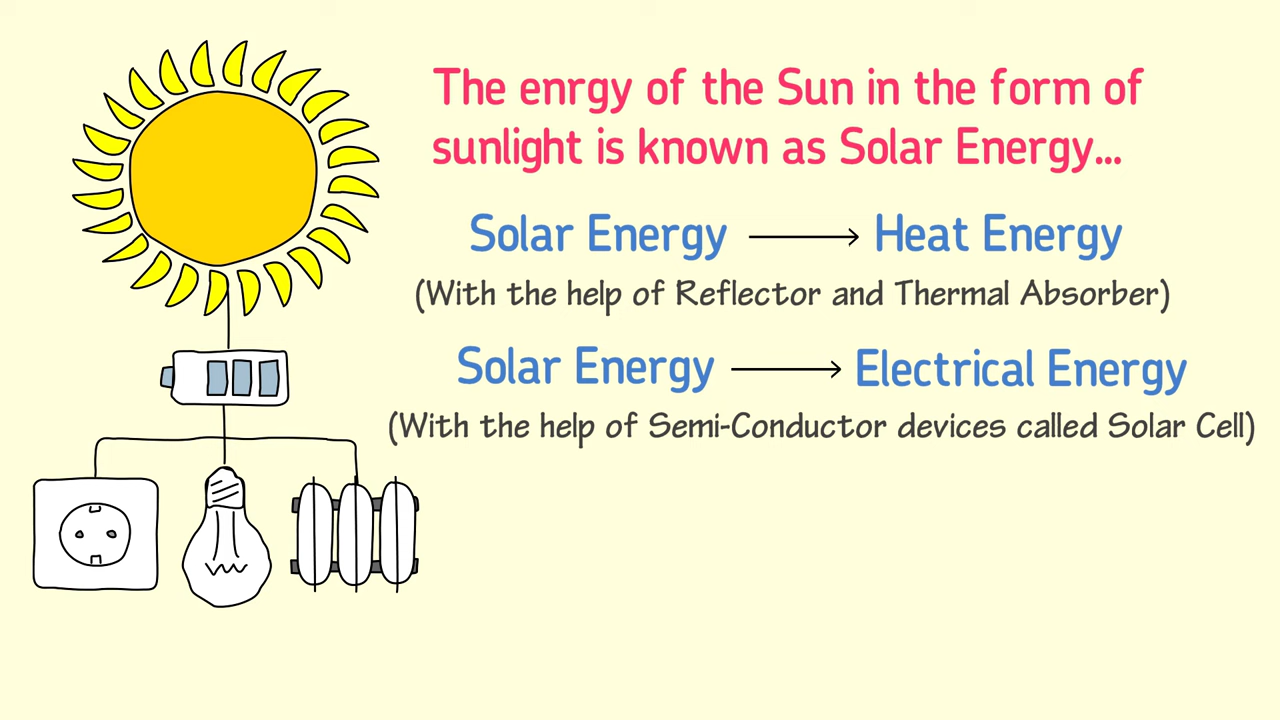 The enrgy of the Sun in the form of
sunlight is known as Solar Energy...
Solar Energy ⟶ Heat Energy
(With the help of Reflector and Thermal Absorber)
Solar Energy ⟶ Electrical Energy
(With the help of Semi-Conductor devices called Solar Cell)